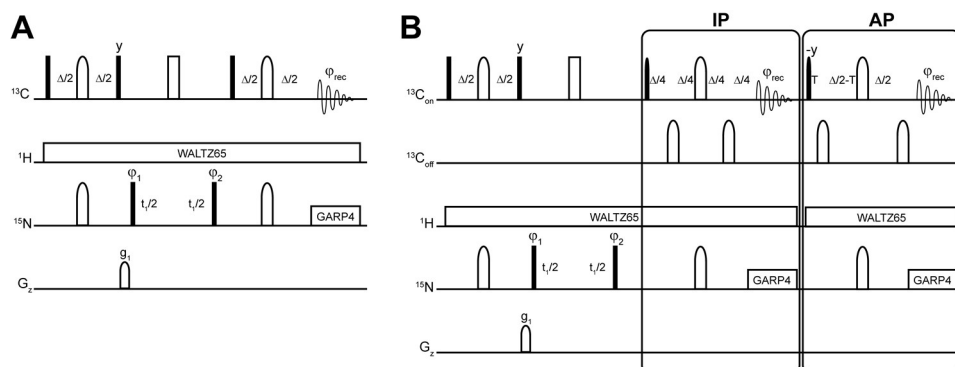 A
y
Δ/2 Δ/2 Δ/2 Δ/2
φrec
¹³C
¹H
WALTZ65
φ₁ φ₂
t₁/2 t₁/2
¹⁵N
GARP4
g₁
Gz
B
IP AP
y -y
Δ/2 Δ/2 Δ/4 Δ/4 Δ/4 Δ/4 φrec T Δ/2-T Δ/2 φrec
¹³Con
¹³Coff
¹H
WALTZ65 WALTZ65
φ₁ φ₂
t₁/2 t₁/2
¹⁵N
GARP4 GARP4
g₁
Gz